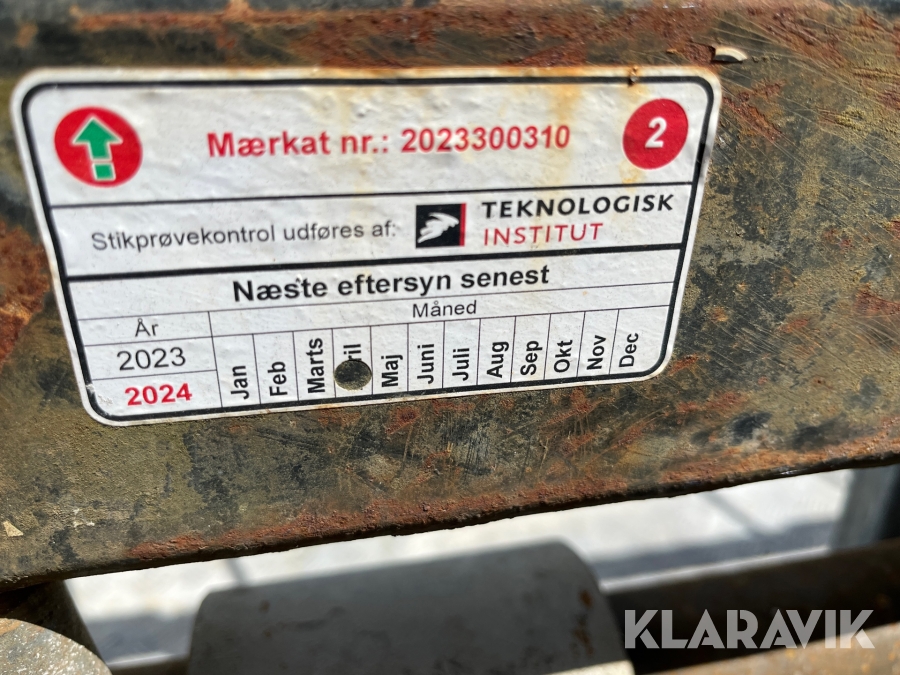 Mærkat nr.: 2023300310
2
Stikprøvekontrol udføres af:
TEKNOLOGISK
INSTITUT
Næste eftersyn senest
År
Måned
2023
2024
Jan Feb Marts ril Maj Juni Juli Aug Sep Okt Nov Dec
KLARAVIK